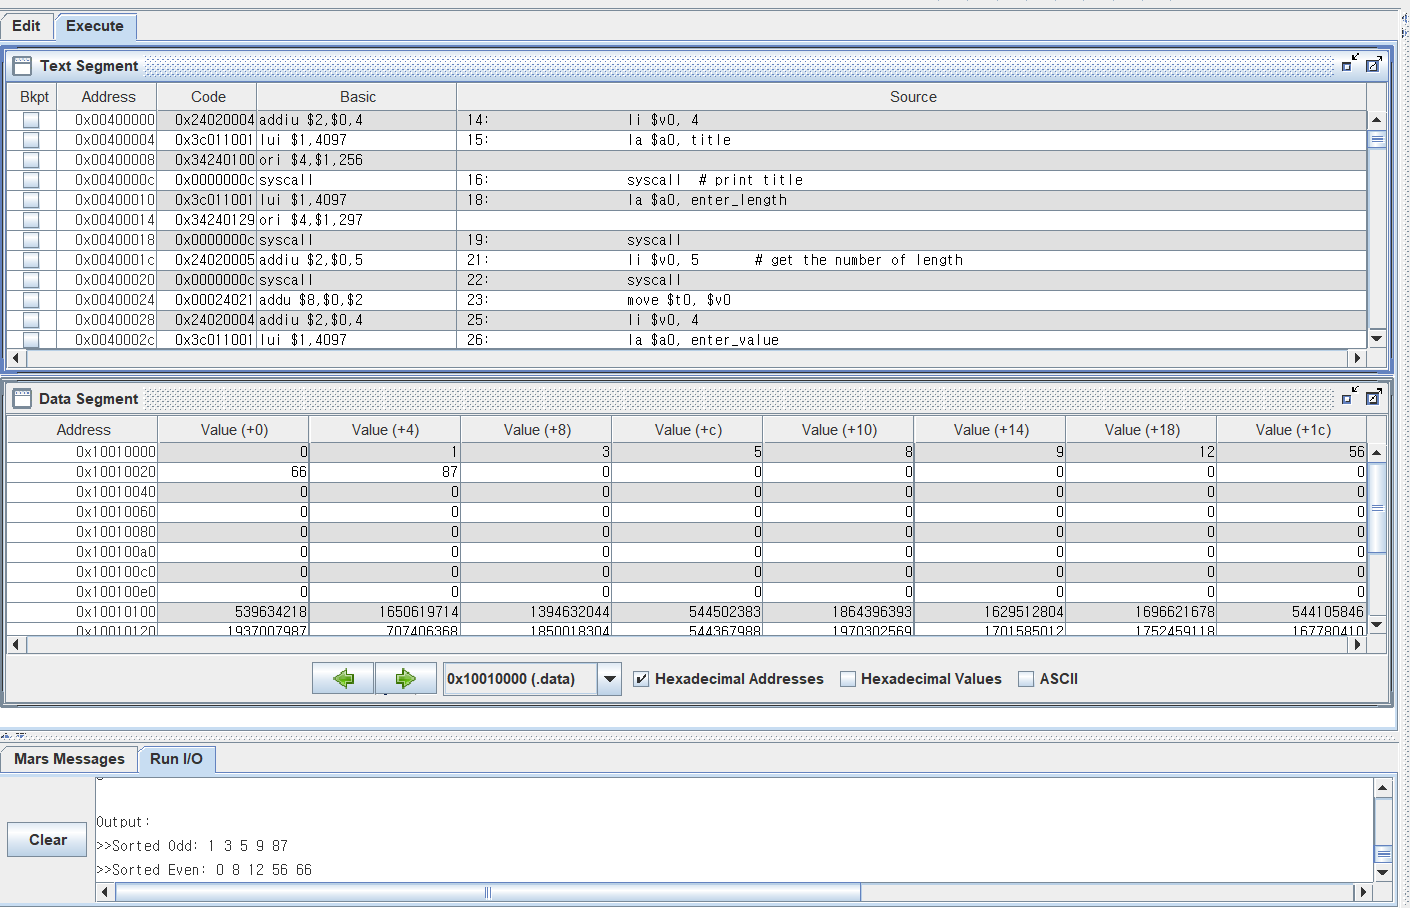 Edit Execute
Text Segment
Bkpt Address Code Basic Source
0x00400000 0x24020004 addiu $2,$0,4 14: li $v0, 4
0x00400004 0x3c011001 lui $1,4097 15: la $a0, title
0x00400008 0x34240100 ori $4,$1,256
0x0040000c 0x0000000c syscall 16: syscall # print title
0x00400010 0x3c011001 lui $1,4097 18: la $a0, enter_length
0x00400014 0x34240129 ori $4,$1,297
0x00400018 0x0000000c syscall 19: syscall
0x0040001c 0x24020005 addiu $2,$0,5 21: li $v0, 5 # get the number of length
0x00400020 0x0000000c syscall 22: syscall
0x00400024 0x00024021 addu $8,$0,$2 23: move $t0, $v0
0x00400028 0x24020004 addiu $2,$0,4 25: li $v0, 4
0x0040002c 0x3c011001 lui $1,4097 26: la $a0, enter_value
Data Segment
Address Value (+0) Value (+4) Value (+8) Value (+c) Value (+10) Value (+14) Value (+18) Value (+1c)
0x10010000 0 1 3 5 8 9 12 56
0x10010020 66 87 0 0 0 0 0 0
0x10010040 0 0 0 0 0 0 0 0
0x10010060 0 0 0 0 0 0 0 0
0x10010080 0 0 0 0 0 0 0 0
0x100100a0 0 0 0 0 0 0 0 0
0x100100c0 0 0 0 0 0 0 0 0
0x100100e0 0 0 0 0 0 0 0 0
0x10010100 539634218 1650619714 1394632044 544502383 1864396393 1629512804 1696621678 544105846
0x10010120 1937007987 707406368 1850018304 544367988 1970302569 1701585012 1752459118 167780410
0x10010000 (.data) Hexadecimal Addresses Hexadecimal Values ASCII
Mars Messages Run I/O
Clear
Output:
>>Sorted Odd: 1 3 5 9 87
>>Sorted Even: 0 8 12 56 66